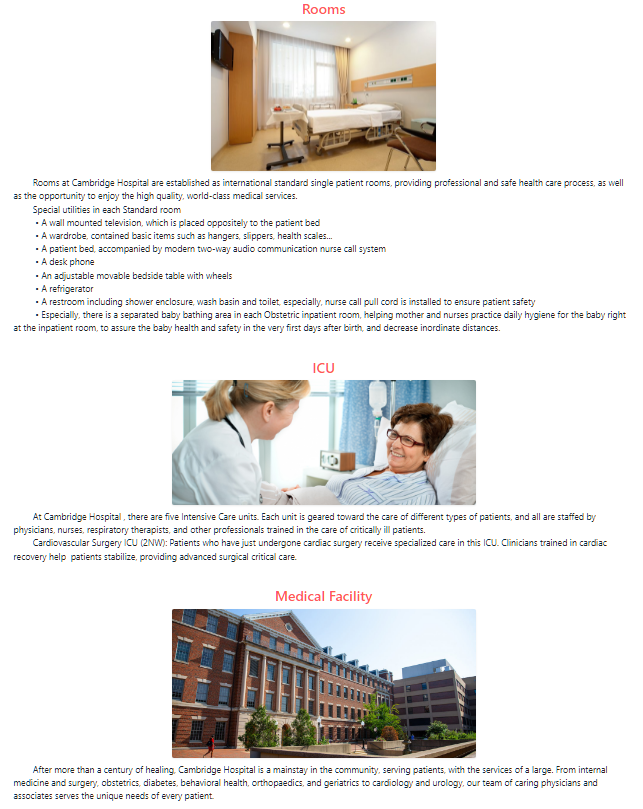 Rooms
Rooms at Cambridge Hospital are established as international standard single patient rooms, providing professional and safe health care process, as well
as the opportunity to enjoy the high quality, world-class medical services.
Special utilities in each Standard room
• A wall mounted television, which is placed oppositely to the patient bed
• A wardrobe, contained basic items such as hangers, slippers, health scales...
• A patient bed, accompanied by modern two-way audio communication nurse call system
• A desk phone
• An adjustable movable bedside table with wheels
• A refrigerator
• A restroom including shower enclosure, wash basin and toilet, especially, nurse call pull cord is installed to ensure patient safety
• Especially, there is a separated baby bathing area in each Obstetric inpatient room, helping mother and nurses practice daily hygiene for the baby right
at the inpatient room, to assure the baby health and safety in the very first days after birth, and decrease inordinate distances.
ICU
At Cambridge Hospital , there are five Intensive Care units. Each unit is geared toward the care of different types of patients, and all are staffed by
physicians, nurses, respiratory therapists, and other professionals trained in the care of critically ill patients.
Cardiovascular Surgery ICU (2NW): Patients who have just undergone cardiac surgery receive specialized care in this ICU. Clinicians trained in cardiac
recovery help patients stabilize, providing advanced surgical critical care.
Medical Facility
After more than a century of healing, Cambridge Hospital is a mainstay in the community, serving patients, with the services of a large. From internal
medicine and surgery, obstetrics, diabetes, behavioral health, orthopaedics, and geriatrics to cardiology and urology, our team of caring physicians and
associates serves the unique needs of every patient.